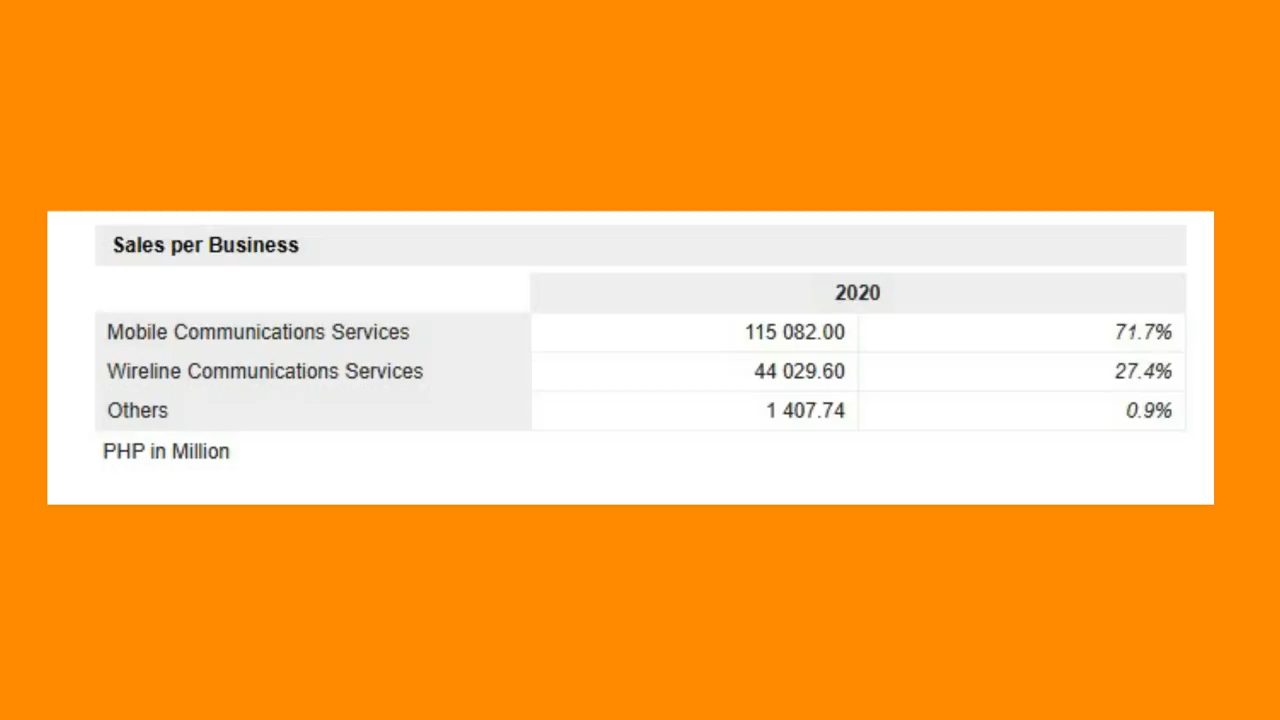 Sales per Business
2020
Mobile Communications Services 115 082.00 71.7%
Wireline Communications Services 44 029.60 27.4%
Others 1 407.74 0.9%
PHP in Million